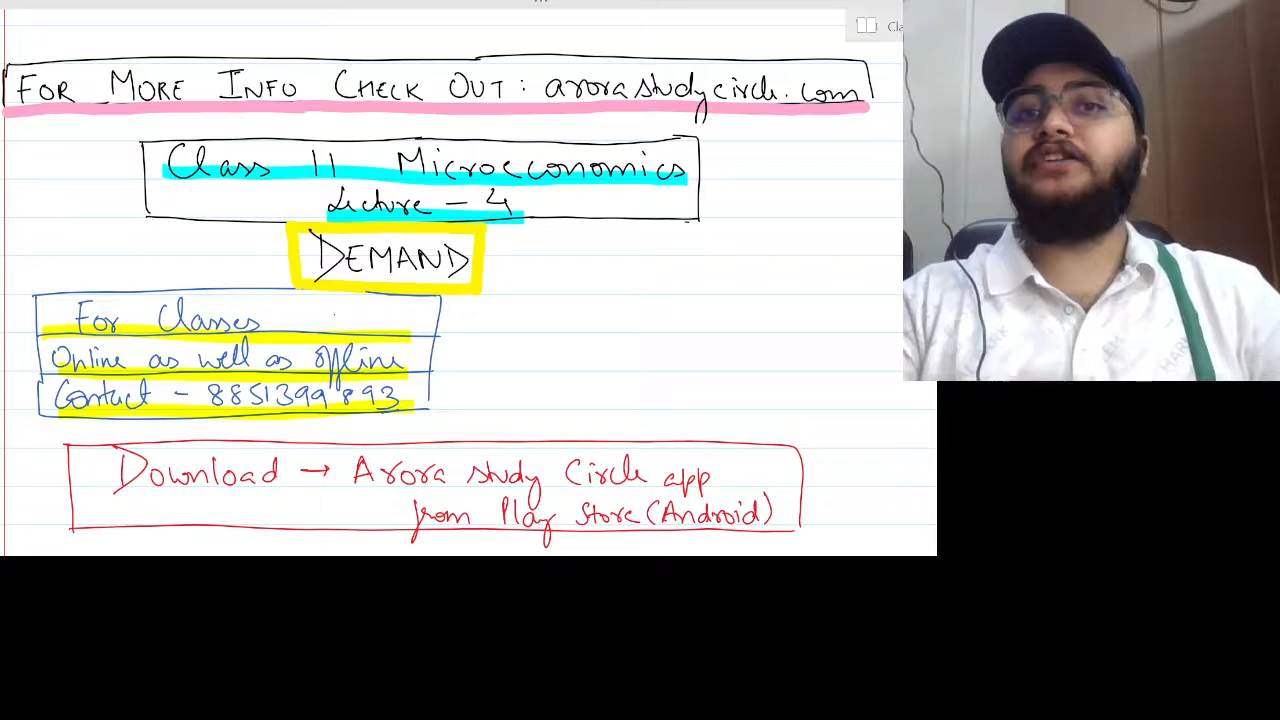 FOR MORE INFO CHECK OUT: arorastudycircle.com
Class 11 Microeconomics
Lecture - 4
DEMAND
For Classes
Online as well as offline
Contact - 8851399893
Download → Arora study Circle app
from Play Store (Android)
Cla